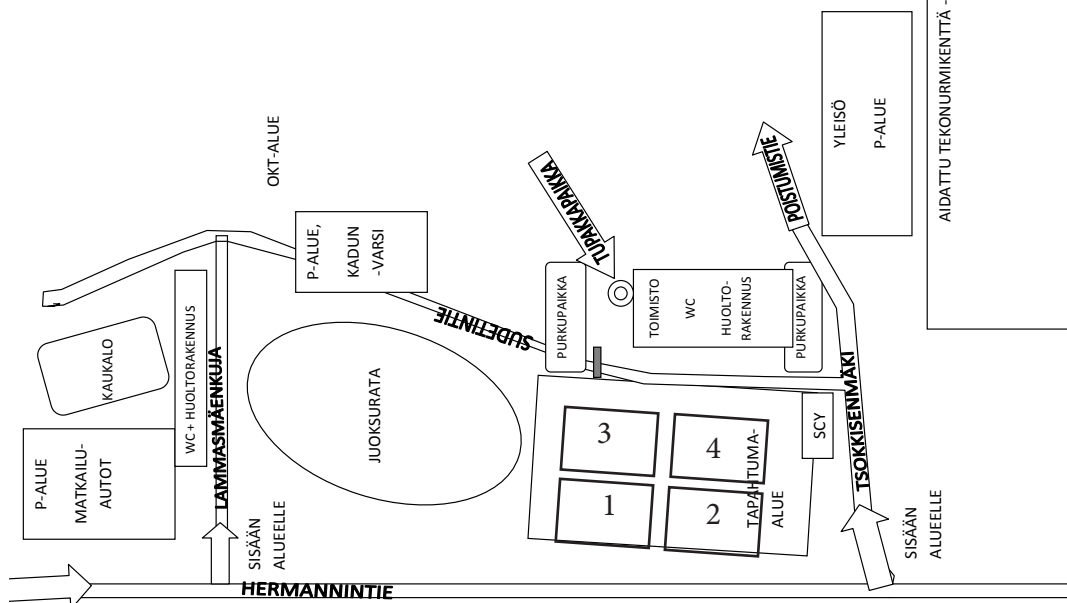 AIDATTU TEKONURMIKENTTÄ -
YLEISÖ
P-ALUE
OKT-ALUE
POISTUMISTIE
TUPAKKAPAIKKA
P-ALUE,
KADUN
-VARSI
SUDETINTIE
PURKUPAIKKA
TOIMISTO
WC
HUOLTO-
RAKENNUS
PURKUPAIKKA
KAUKALO
WC + HUOLTORAKENNUS
LAMMASMÄENKUJA
P-ALUE
MATKAILU-
AUTOT
JUOKSURATA
3
4
1
2
TAPAHTUMA-
ALUE
SCY
TSOKKISENMÄKI
SISÄÄN
ALUEELLE
SISÄÄN
ALUEELLE
HERMANNINTIE